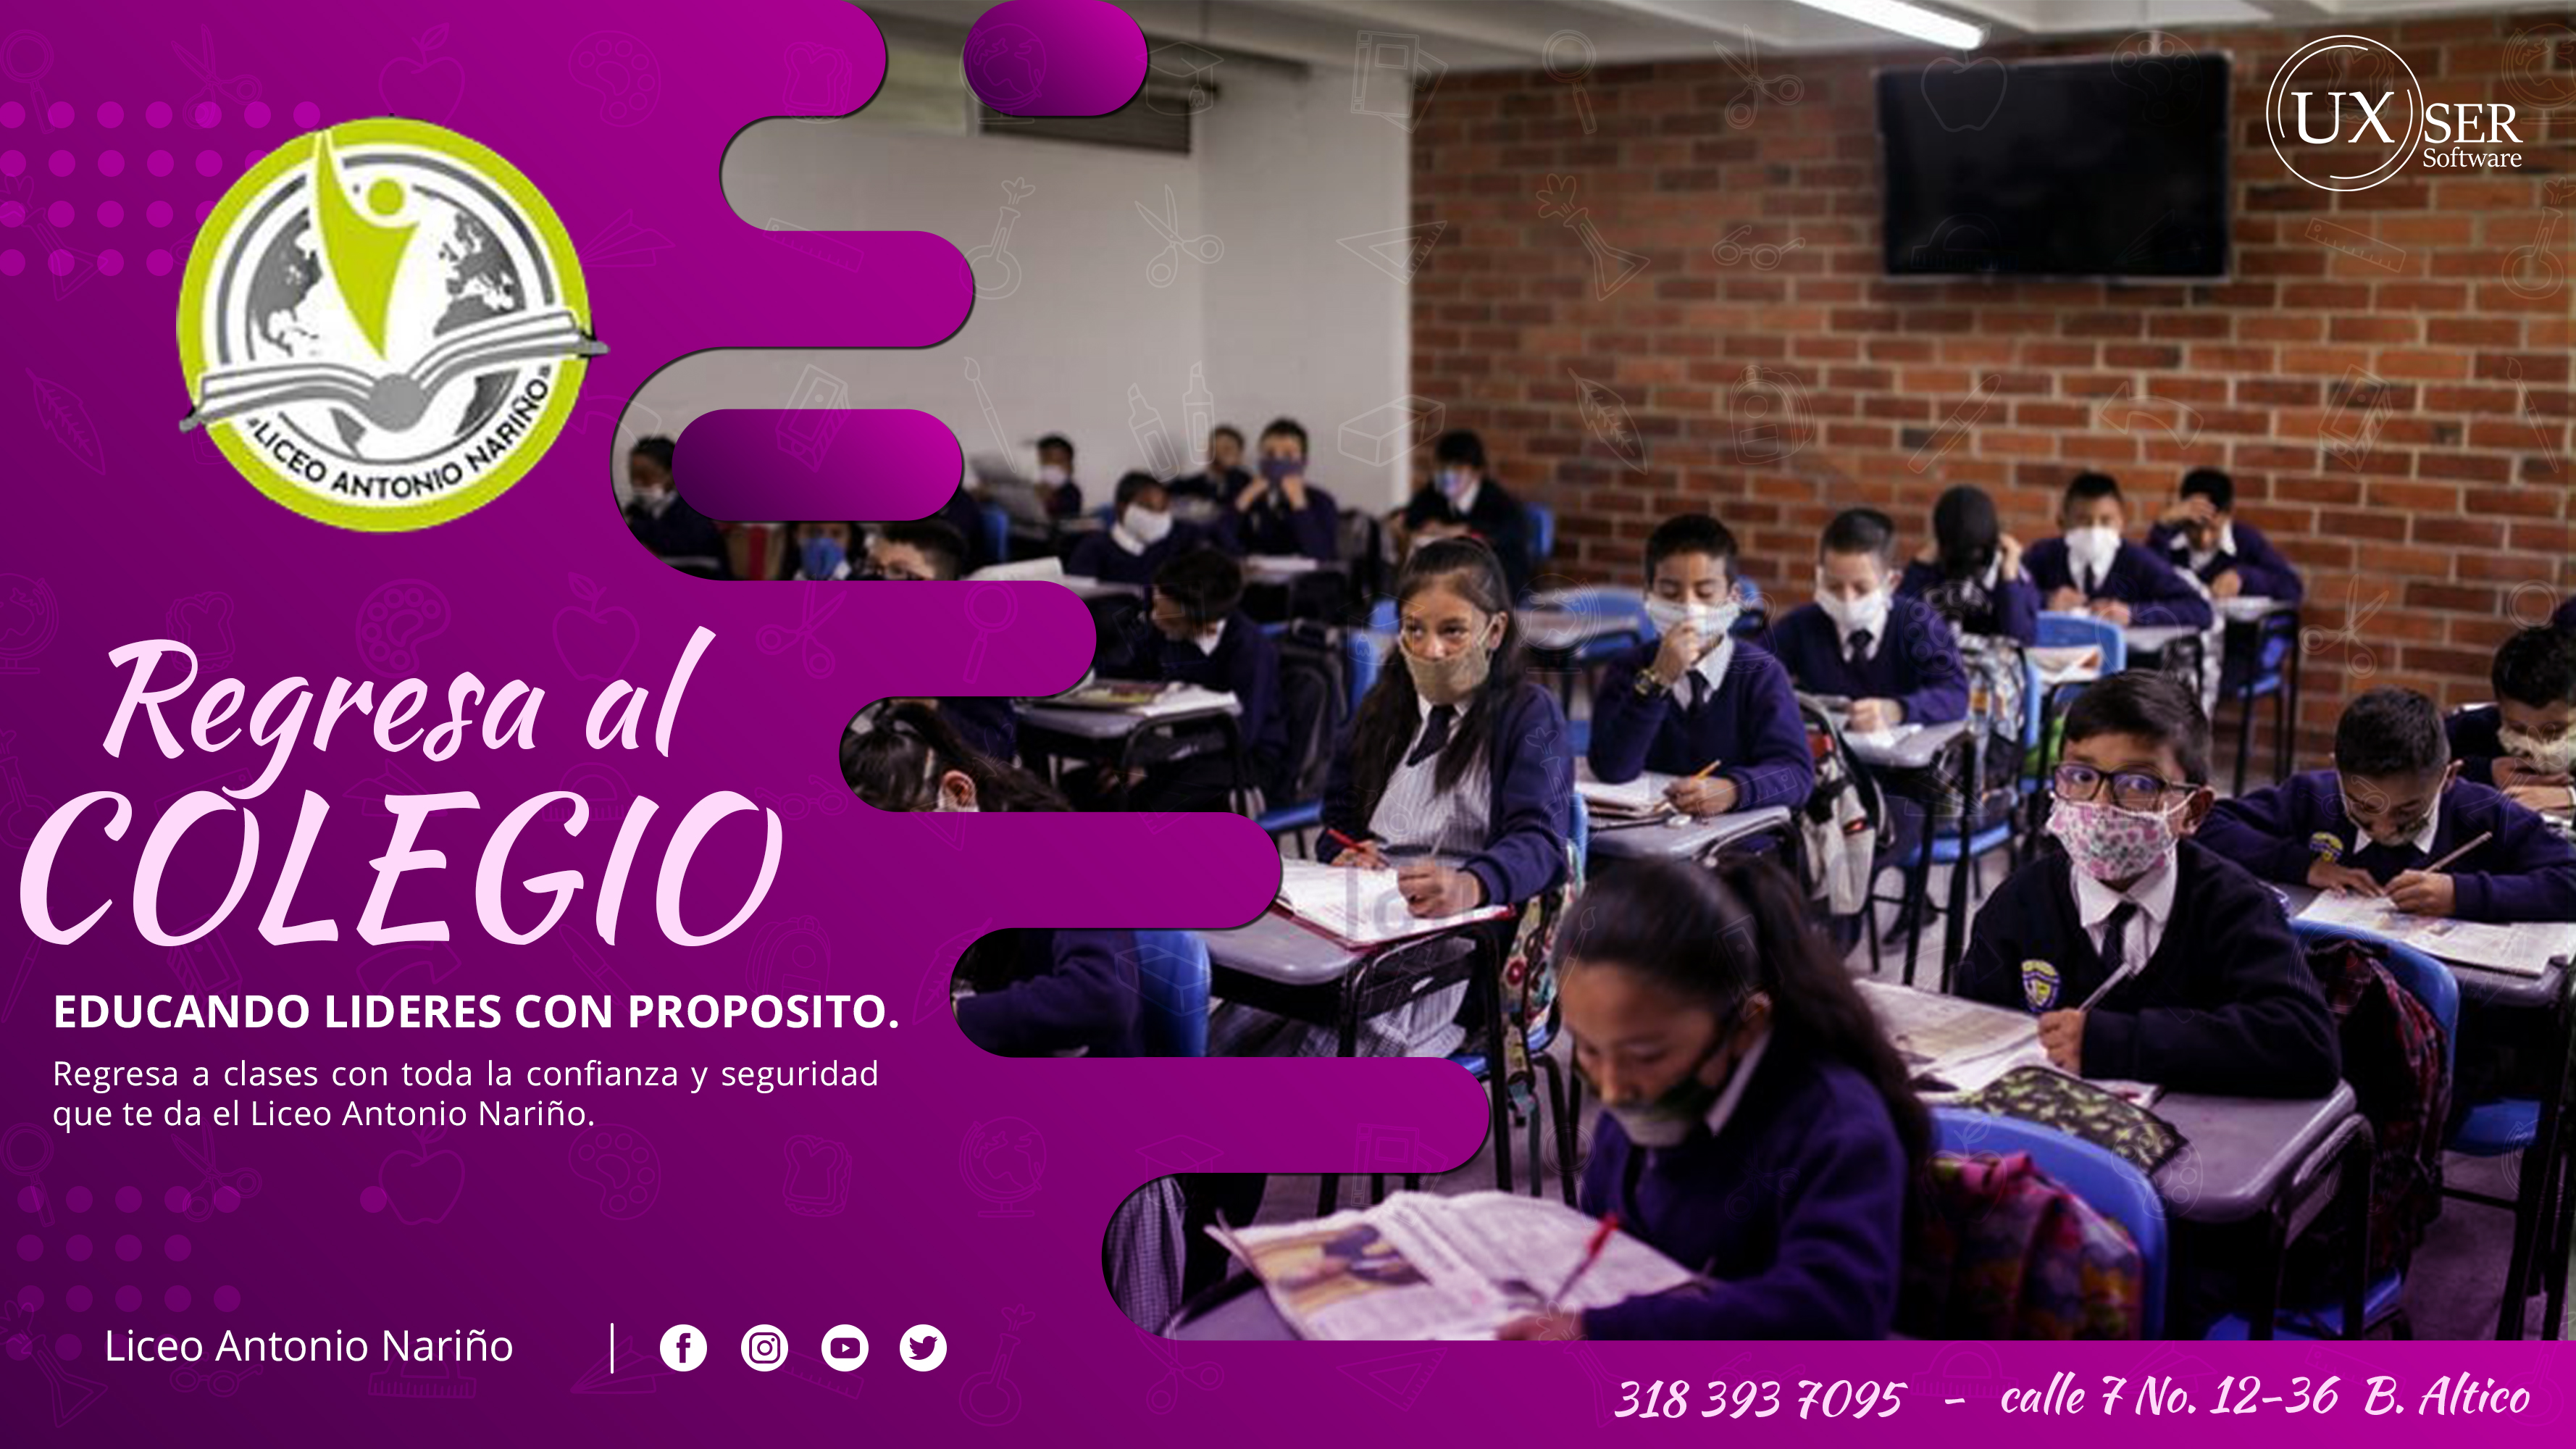 UX SER
Software
"LICEO ANTONIO NARIÑO"
Regresa al
COLEGIO
EDUCANDO LIDERES CON PROPOSITO.
Regresa a clases con toda la confianza y seguridad
que te da el Liceo Antonio Nariño.
Liceo Antonio Nariño
318 393 7095 - calle 7 No. 12-36 B. Altico